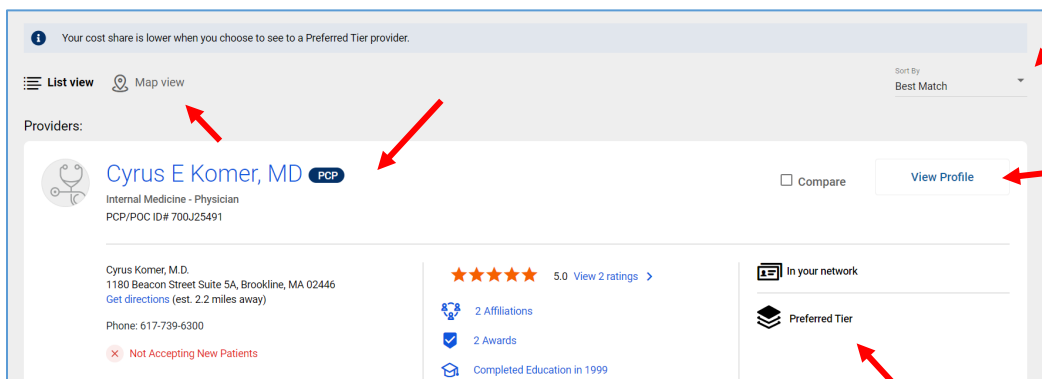 Your cost share is lower when you choose to see to a Preferred Tier provider.
List view
Map view
Sort By
Best Match
Providers:
Cyrus E Komer, MD PCP
Internal Medicine - Physician
PCP/POC ID# 700J25491
Compare
View Profile
Cyrus Komer, M.D.
1180 Beacon Street Suite 5A, Brookline, MA 02446
Get directions (est. 2.2 miles away)
Phone: 617-739-6300
Not Accepting New Patients
5.0 View 2 ratings
2 Affiliations
2 Awards
Completed Education in 1999
In your network
Preferred Tier